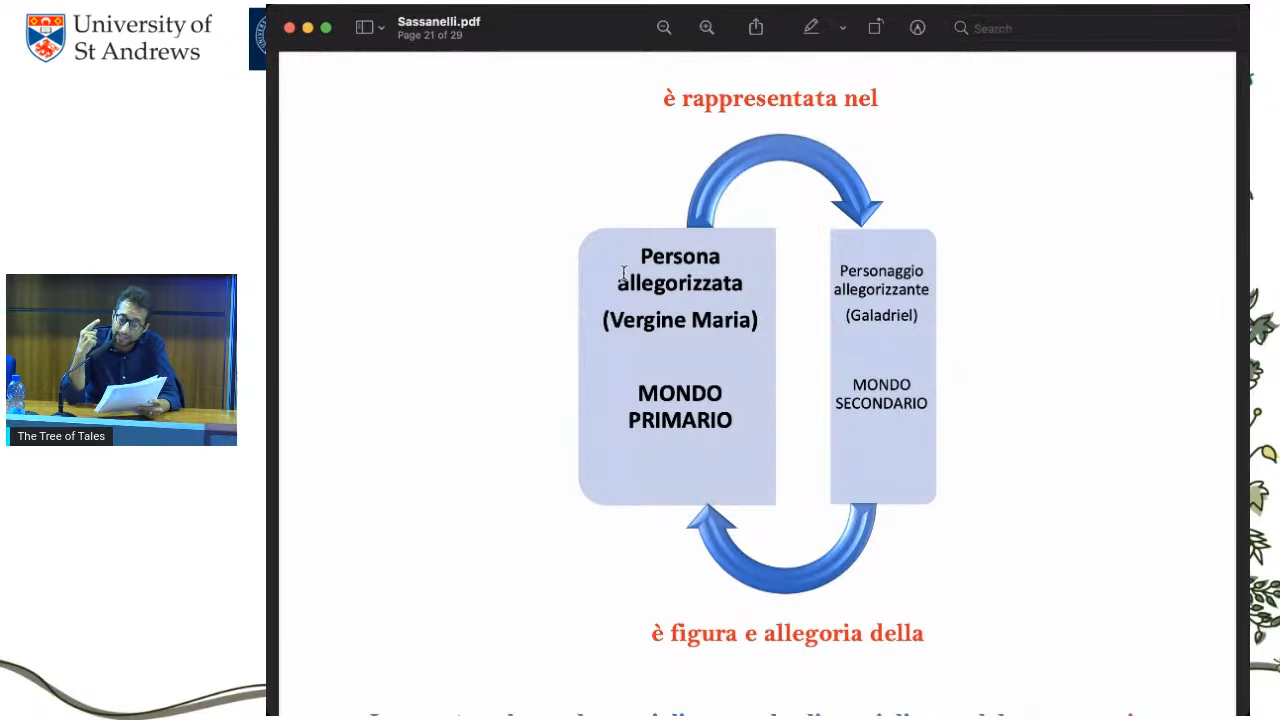 University of
St Andrews
Sassanelli.pdf
Page 21 of 29
Search
è rappresentata nel
Persona
allegorizzata
(Vergine Maria)
MONDO
PRIMARIO
Personaggio
allegorizzante
(Galadriel)
MONDO
SECONDARIO
è figura e allegoria della
The Tree of Tales